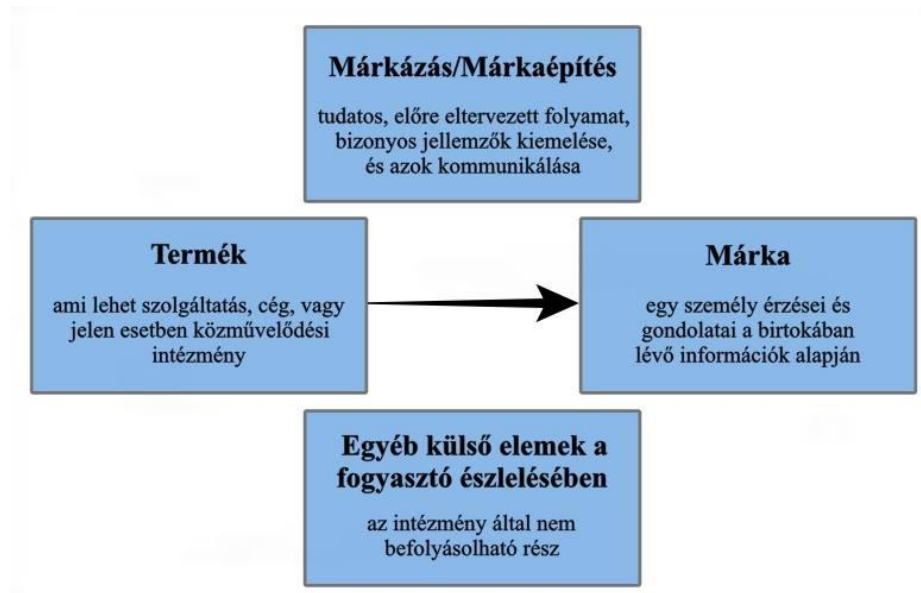 Márkázás/Márkaépítés
tudatos, előre eltervezett folyamat,
bizonyos jellemzők kiemelése,
és azok kommunikálása
Termék
ami lehet szolgáltatás, cég, vagy
jelen esetben közművelődési
intézmény
Márka
egy személy érzései és
gondolatai a birtokában
lévő információk alapján
Egyéb külső elemek a
fogyasztó észlelésében
az intézmény által nem
befolyásolható rész